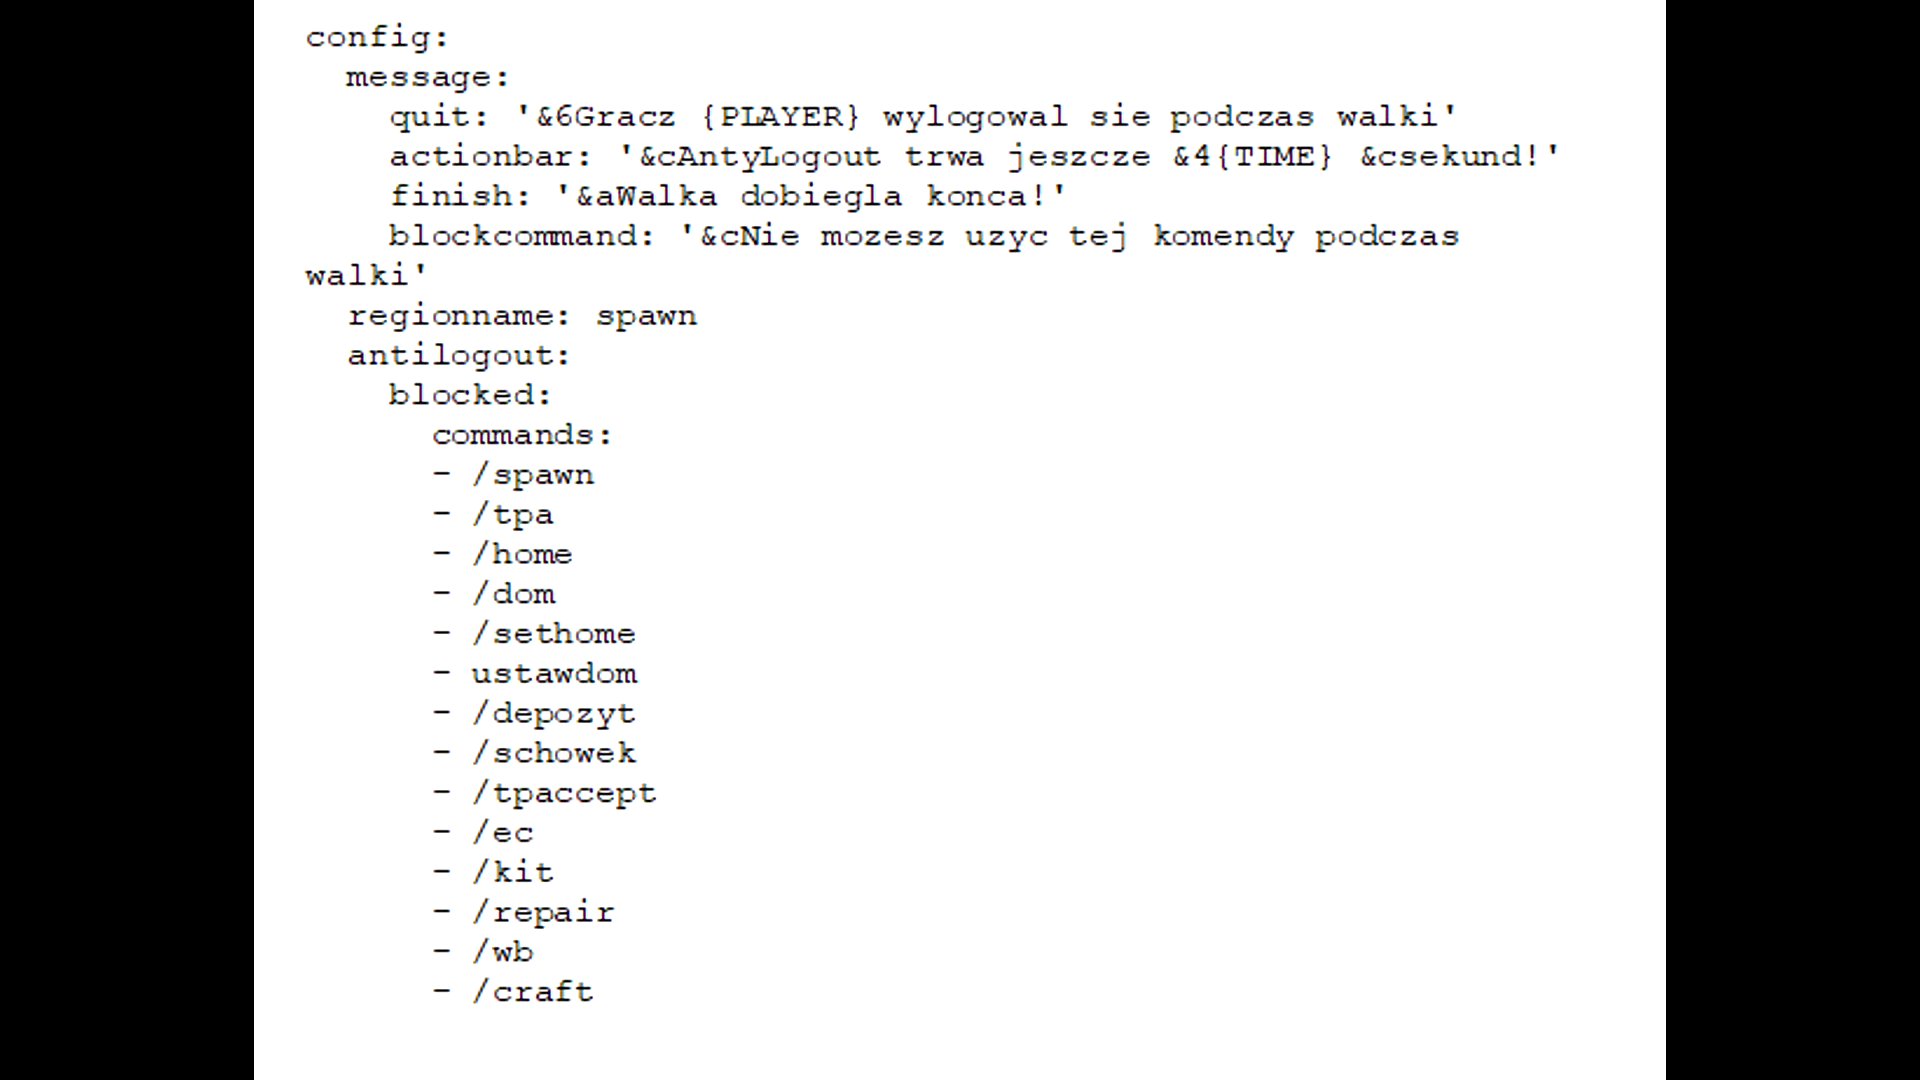 config:
  message:
    quit: '&6Gracz {PLAYER} wylogowal sie podczas walki'
    actionbar: '&cAntyLogout trwa jeszcze &4{TIME} &csekund!'
    finish: '&aWalka dobiegla konca!'
    blockcommand: '&cNie mozesz uzyc tej komendy podczas
walki'
  regionname: spawn
  antilogout:
    blocked:
      commands:
      - /spawn
      - /tpa
      - /home
      - /dom
      - /sethome
      - ustawdom
      - /depozyt
      - /schowek
      - /tpaccept
      - /ec
      - /kit
      - /repair
      - /wb
      - /craft